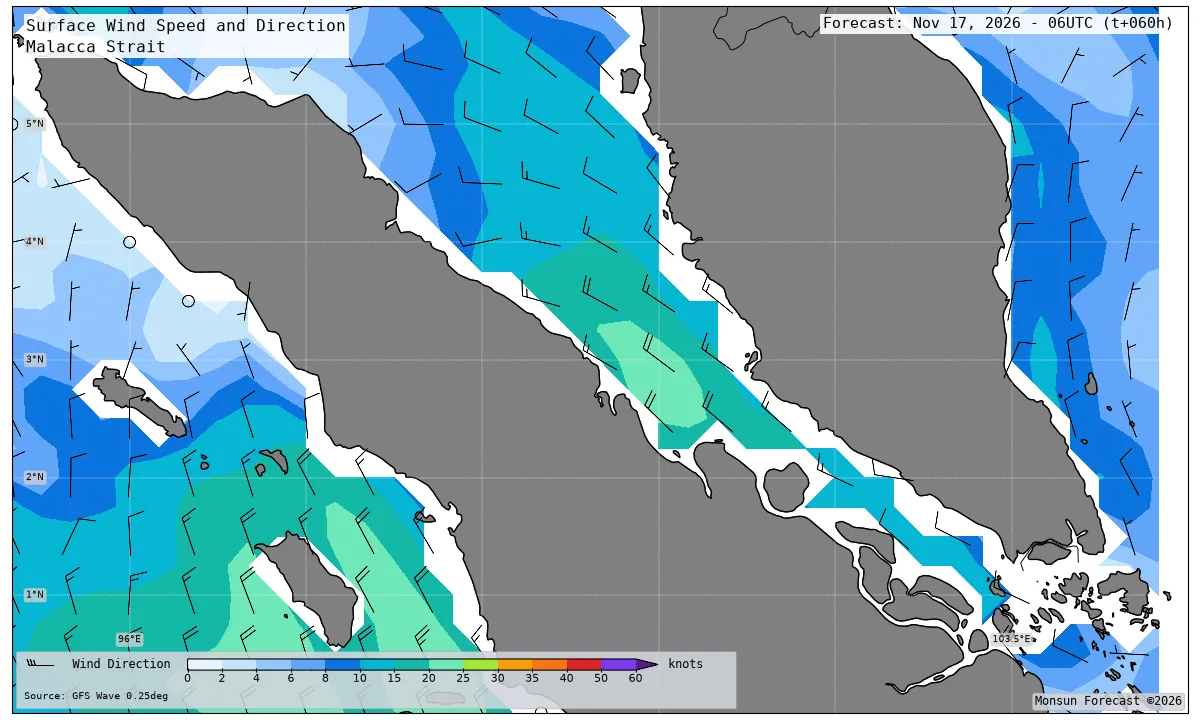 Surface Wind Speed and Direction
Malacca Strait
Forecast: Nov 17, 2026 - 06UTC (t+060h)
5°N
4°N
3°N
2°N
1°N
96°E
103.5°E
Wind Direction
knots
0 2 4 6 8 10 15 20 25 30 35 40 50 60
Source: GFS Wave 0.25deg
Monsun Forecast ©2026